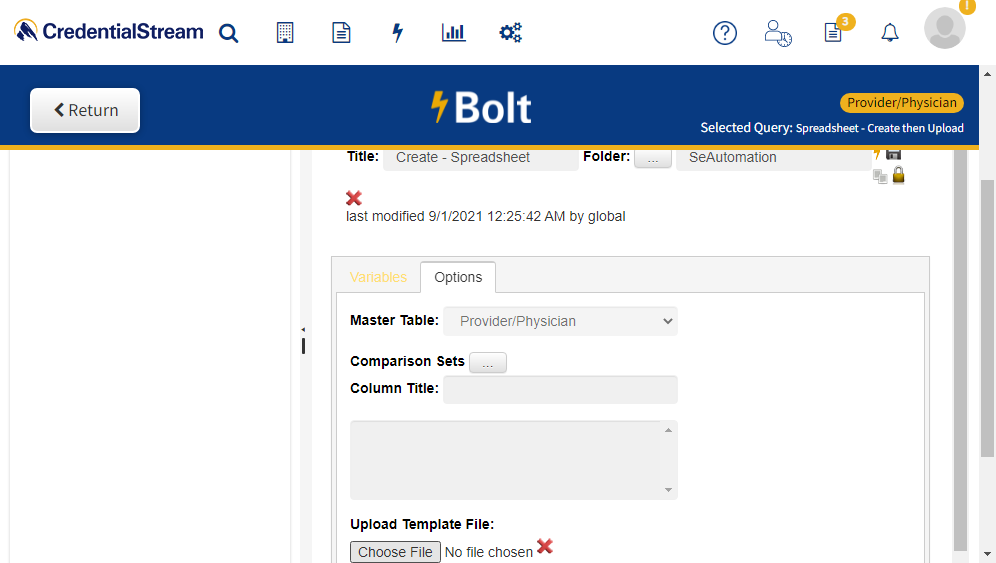 CredentialStream
3
!
Return
Bolt
Provider/Physician
Selected Query: Spreadsheet - Create then Upload
Title: Create - Spreadsheet Folder: ... SeAutomation
last modified 9/1/2021 12:25:42 AM by global
Variables Options
Master Table: Provider/Physician
Comparison Sets ...
Column Title:
Upload Template File:
Choose File No file chosen